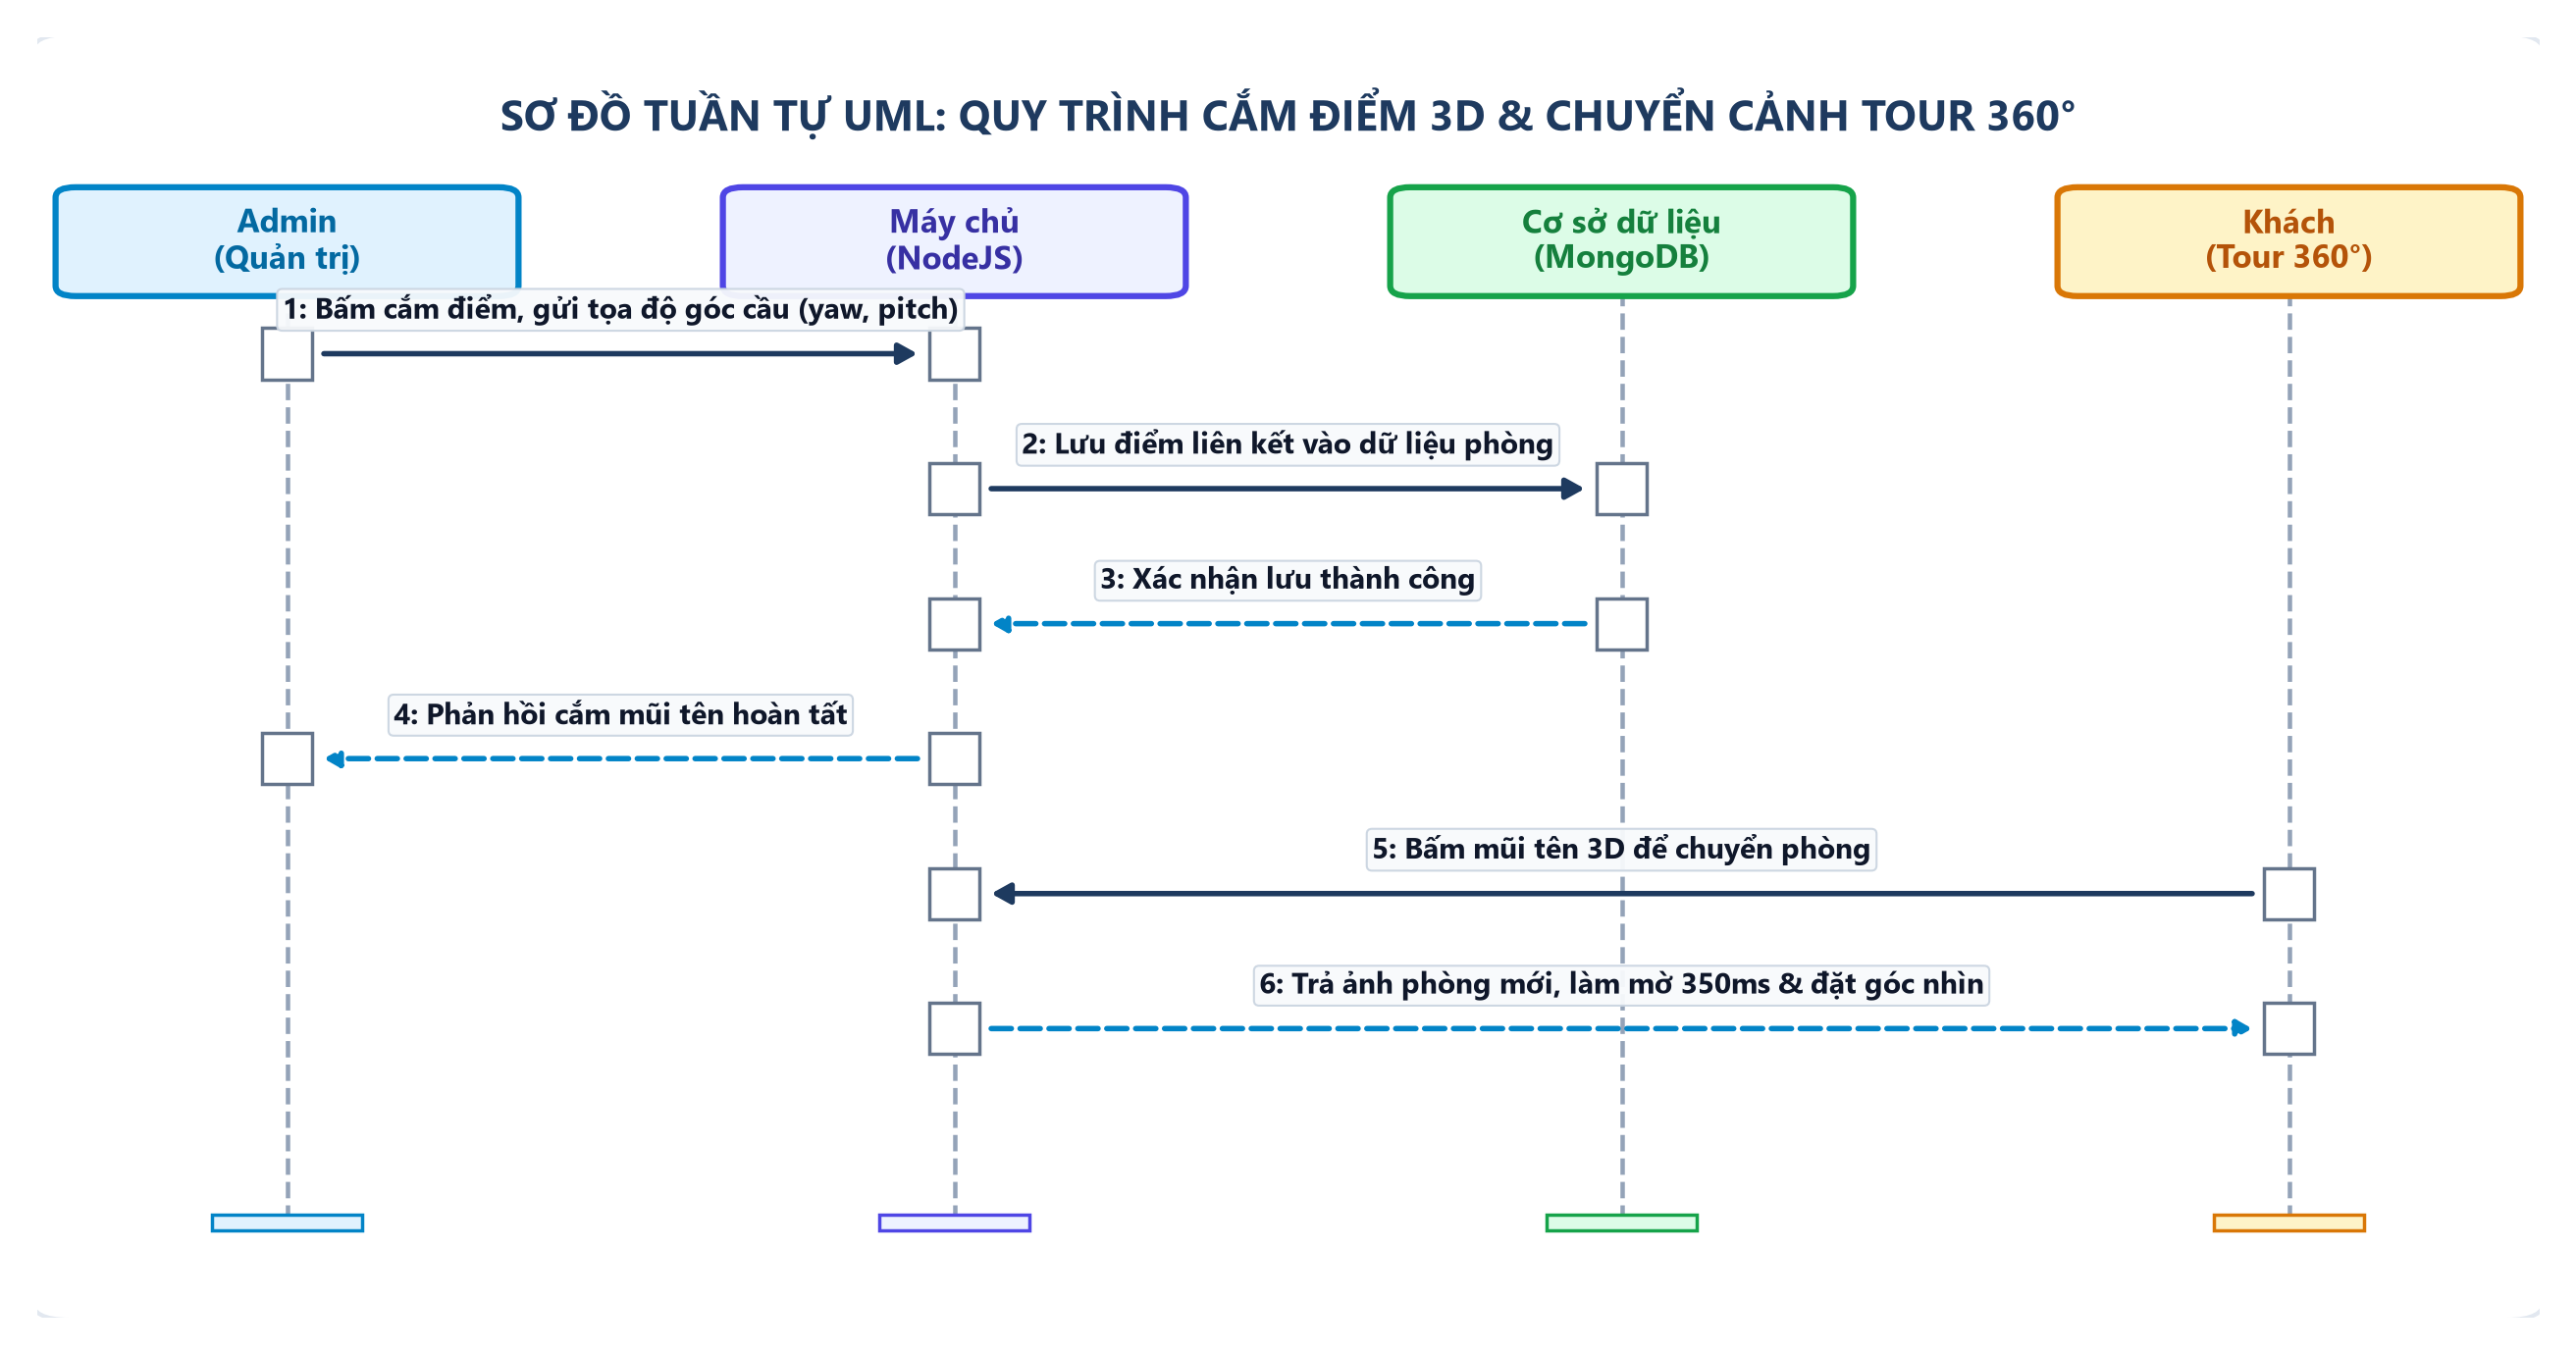 SƠ ĐỒ TUẦN TỰ UML: QUY TRÌNH CẮM ĐIỂM 3D & CHUYỂN CẢNH TOUR 360°
Admin
(Quản trị)
Máy chủ
(NodeJS)
Cơ sở dữ liệu
(MongoDB)
Khách
(Tour 360°)
1: Bấm cắm điểm, gửi tọa độ góc cầu (yaw, pitch)
2: Lưu điểm liên kết vào dữ liệu phòng
3: Xác nhận lưu thành công
4: Phản hồi cắm mũi tên hoàn tất
5: Bấm mũi tên 3D để chuyển phòng
6: Trả ảnh phòng mới, làm mờ 350ms & đặt góc nhìn